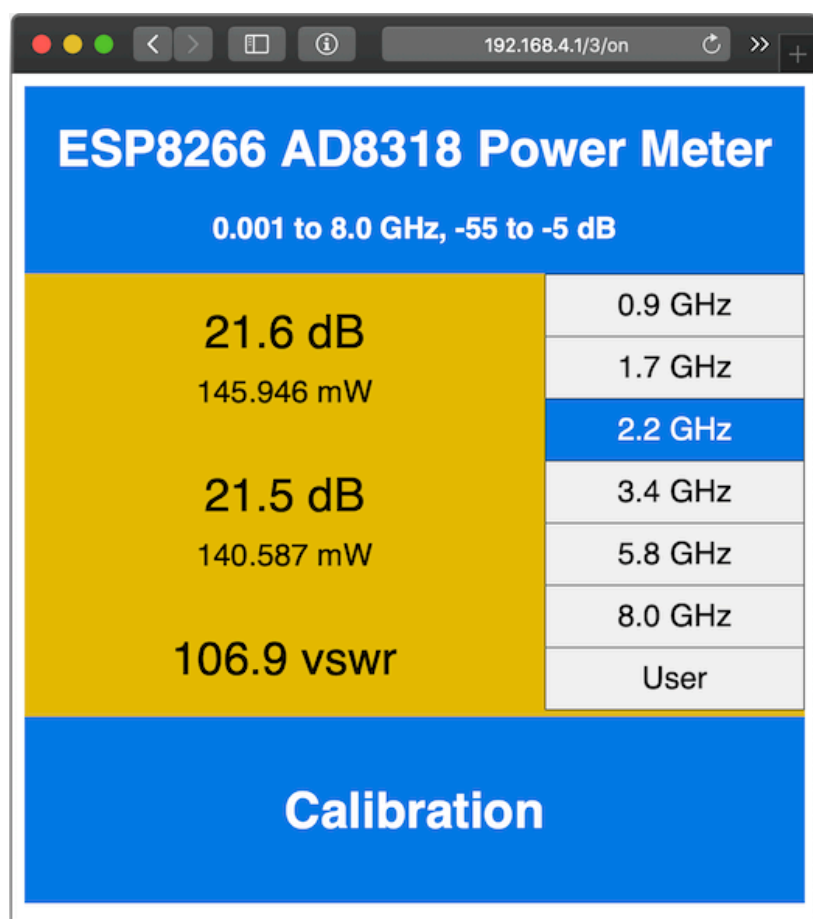 192.168.4.1/3/on
ESP8266 AD8318 Power Meter
0.001 to 8.0 GHz, -55 to -5 dB
21.6 dB
145.946 mW
21.5 dB
140.587 mW
106.9 vswr
0.9 GHz
1.7 GHz
2.2 GHz
3.4 GHz
5.8 GHz
8.0 GHz
User
Calibration